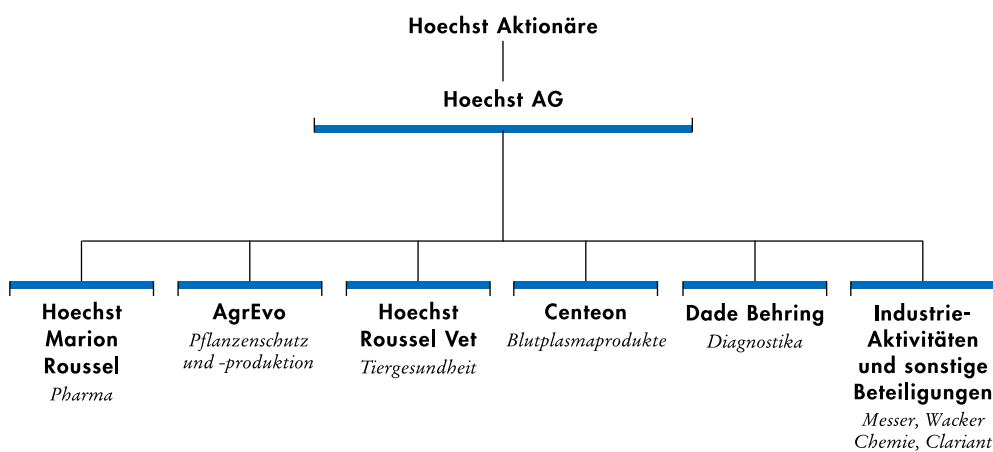 Hoechst Aktionäre
Hoechst AG
Hoechst
Marion
Roussel
Pharma
AgrEvo
Pflanzenschutz
und -produktion
Hoechst
Roussel Vet
Tiergesundheit
Centeon
Blutplasmaprodukte
Dade Behring
Diagnostika
Industrie-
Aktivitäten
und sonstige
Beteiligungen
Messer, Wacker
Chemie, Clariant